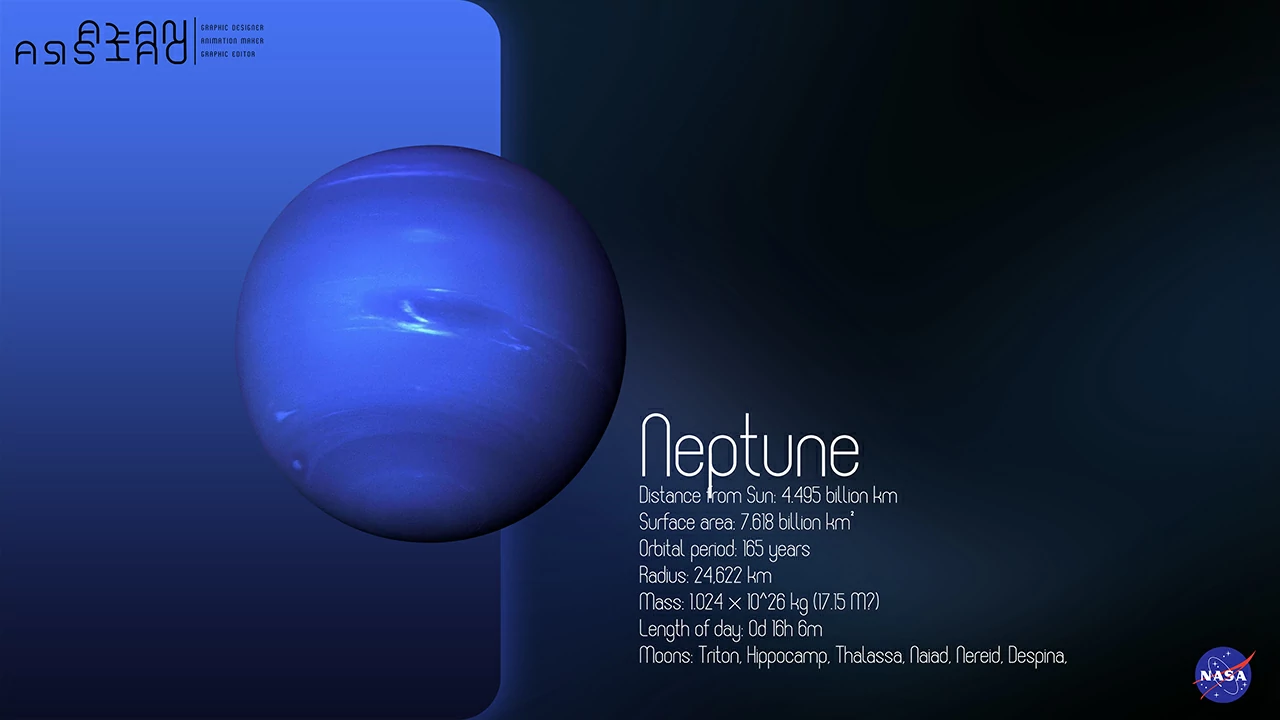 GRAPHIC DESIGNER
ANIMATION MAKER
GRAPHIC EDITOR
Neptune
Distance from Sun: 4.495 billion km
Surface area: 7.618 billion km²
Orbital period: 165 years
Radius: 24,622 km
Mass: 1.024 × 10^26 kg (17.15 M?)
Length of day: 0d 16h 6m
Moons: Triton, Hippocamp, Thalassa, Naiad, Nereid, Despina,
NASA